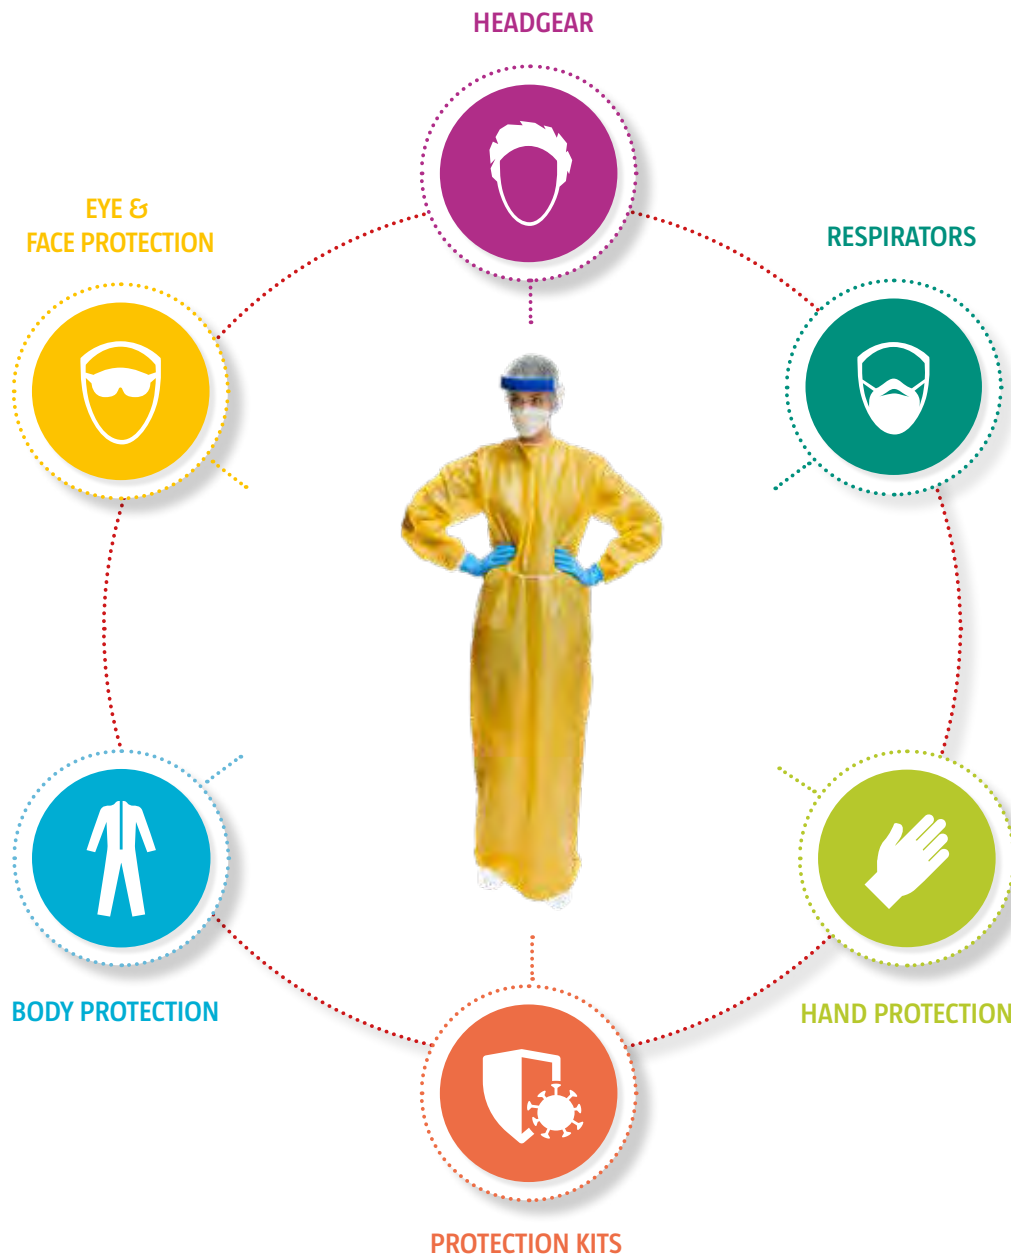 HEADGEAR
EYE &
FACE PROTECTION
RESPIRATORS
BODY PROTECTION
HAND PROTECTION
PROTECTION KITS